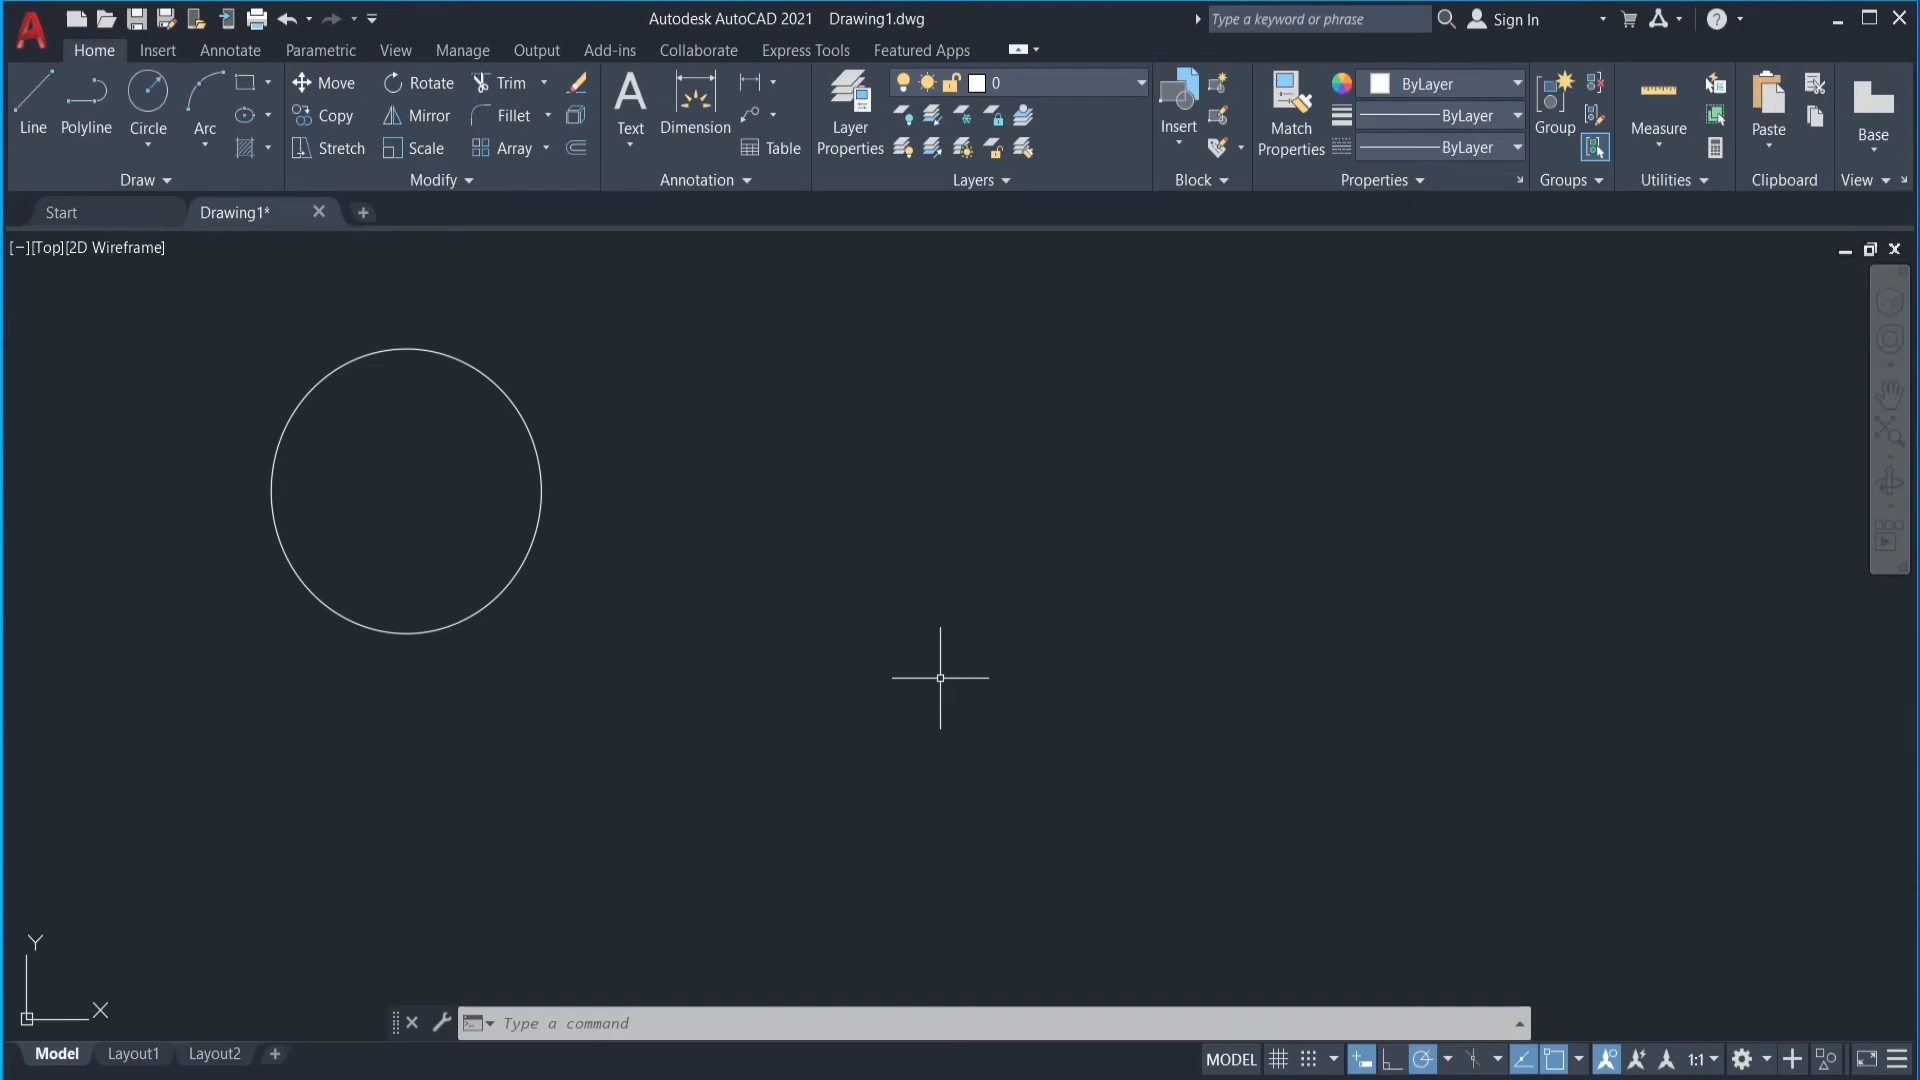 Autodesk AutoCAD 2021 Drawing1.dwg
Type a keyword or phrase
Sign In
Home Insert Annotate Parametric View Manage Output Add-ins Collaborate Express Tools Featured Apps
Line Polyline Circle Arc
Move Rotate Trim
Copy Mirror Fillet
Stretch Scale Array
Text Dimension Table
Layer Properties
0
Insert
Match Properties
ByLayer
ByLayer
ByLayer
Group
Measure
Paste
Base
Draw Modify Annotation Layers Block Properties Groups Utilities Clipboard View
Start Drawing1*
[−][Top][2D Wireframe]
Y
X
Type a command
Model Layout1 Layout2
MODEL
1:1